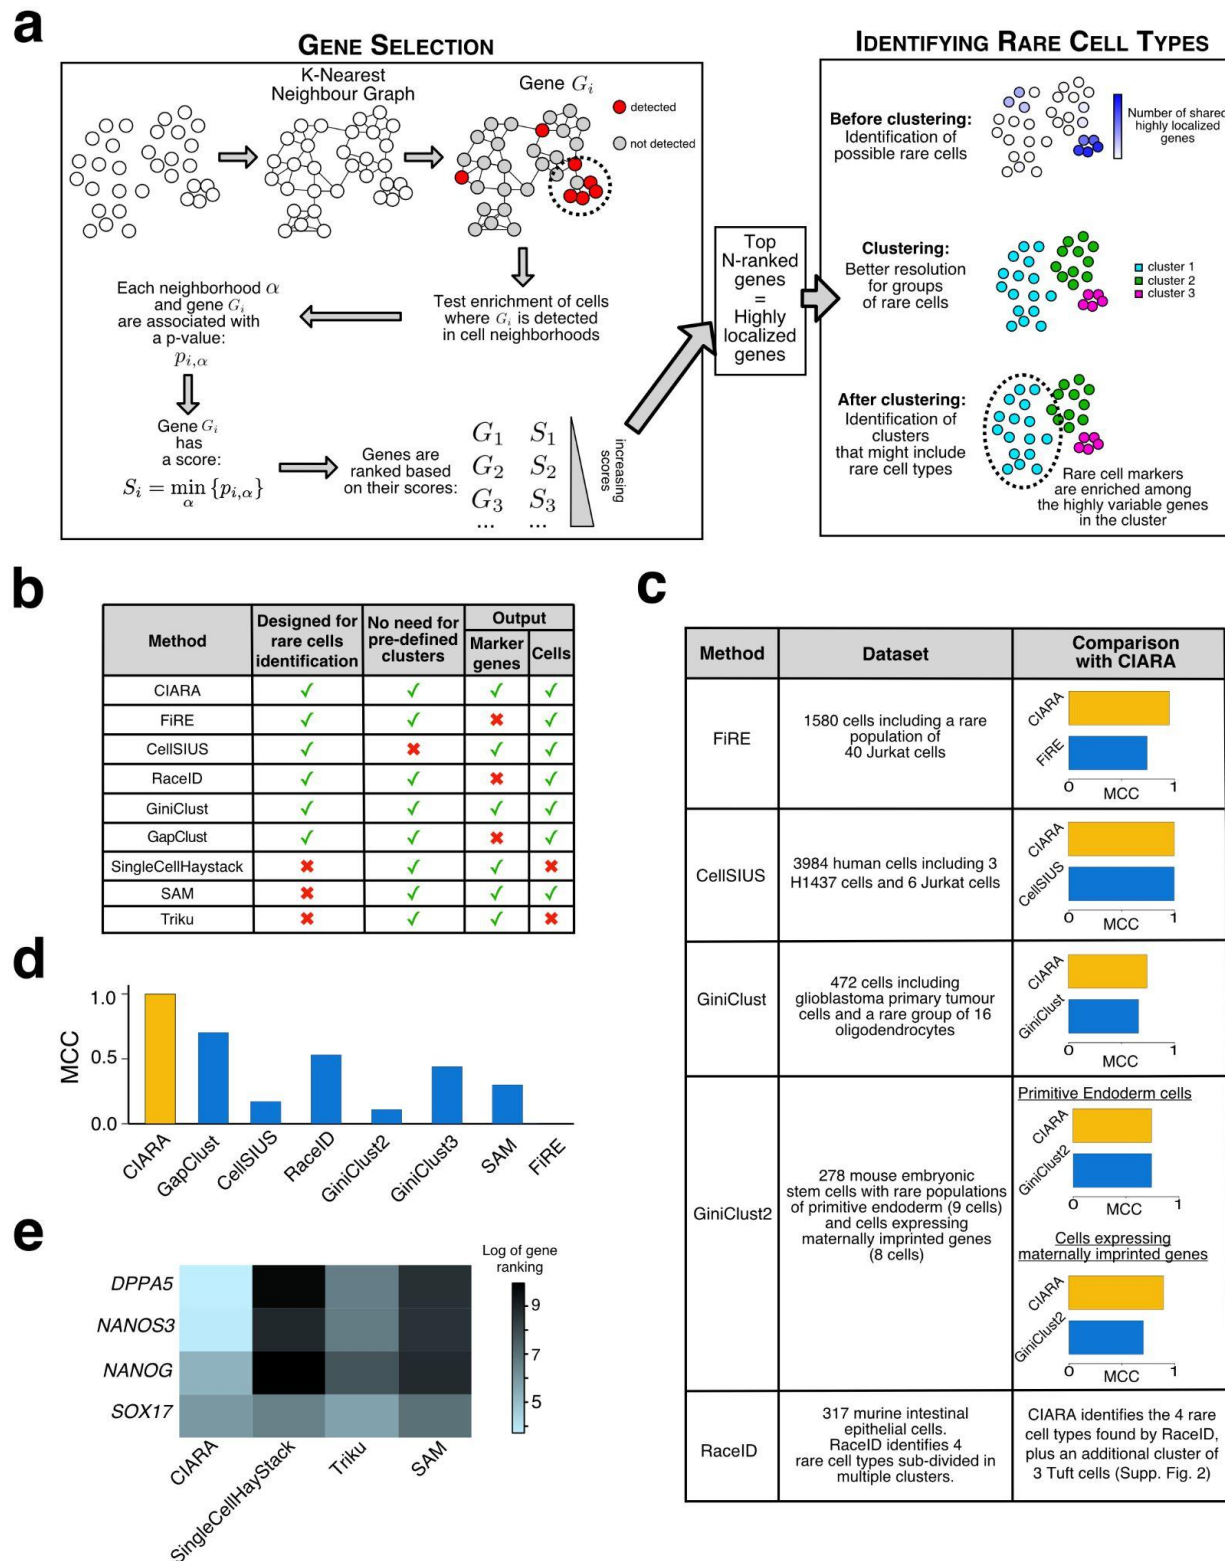 a
GENE SELECTION
K-Nearest
Neighbour Graph
Gene G_i
detected
not detected
Test enrichment of cells
where G_i is detected
in cell neighborhoods
Each neighborhood α
and gene G_i
are associated with
a p-value:
p_{i,α}
Gene G_i
has
a score:
S_i = min_α {p_{i,α}}
Genes are
ranked based
on their scores:
G_1 S_1
G_2 S_2
G_3 S_3
... ...
increasing
scores
Top
N-ranked
genes
=
Highly
localized
genes
IDENTIFYING RARE CELL TYPES
Before clustering:
Identification of
possible rare cells
Number of shared
highly localized
genes
Clustering:
Better resolution
for groups
of rare cells
cluster 1
cluster 2
cluster 3
After clustering:
Identification of
clusters
that might include
rare cell types
Rare cell markers
are enriched among
the highly variable genes
in the cluster
b
Method Designed for rare cells identification No need for pre-defined clusters Output
Marker genes Cells
CIARA ✓ ✓ ✓ ✓
FiRE ✓ ✓ ✖ ✓
CellSIUS ✓ ✖ ✓ ✓
RaceID ✓ ✓ ✖ ✓
GiniClust ✓ ✓ ✓ ✓
GapClust ✓ ✓ ✖ ✓
SingleCellHaystack ✖ ✓ ✓ ✖
SAM ✖ ✓ ✓ ✓
Triku ✖ ✓ ✓ ✖
c
Method Dataset Comparison with CIARA
FiRE
1580 cells including a rare
population of
40 Jurkat cells
CIARA
FiRE
0 1
MCC
CellSIUS
3984 human cells including 3
H1437 cells and 6 Jurkat cells
CIARA
CellSIUS
0 1
MCC
GiniClust
472 cells including
glioblastoma primary tumour
cells and a rare group of 16
oligodendrocytes
CIARA
GiniClust
0 1
MCC
GiniClust2
278 mouse embryonic
stem cells with rare populations
of primitive endoderm (9 cells)
and cells expressing
maternally imprinted genes
(8 cells)
Primitive Endoderm cells
CIARA
GiniClust2
0 1
MCC
Cells expressing
maternally imprinted genes
CIARA
GiniClust2
0 1
MCC
RaceID
317 murine intestinal
epithelial cells.
RaceID identifies 4
rare cell types sub-divided in
multiple clusters.
CIARA identifies the 4 rare
cell types found by RaceID,
plus an additional cluster of
3 Tuft cells (Supp. Fig. 2)
d
MCC
1.0
0.5
0.0
CIARA
GapClust
CellSIUS
RaceID
GiniClust2
GiniClust3
SAM
FiRE
e
DPPA5
NANOS3
NANOG
SOX17
CIARA
SingleCellHayStack
Triku
SAM
Log of gene
ranking
9
7
5